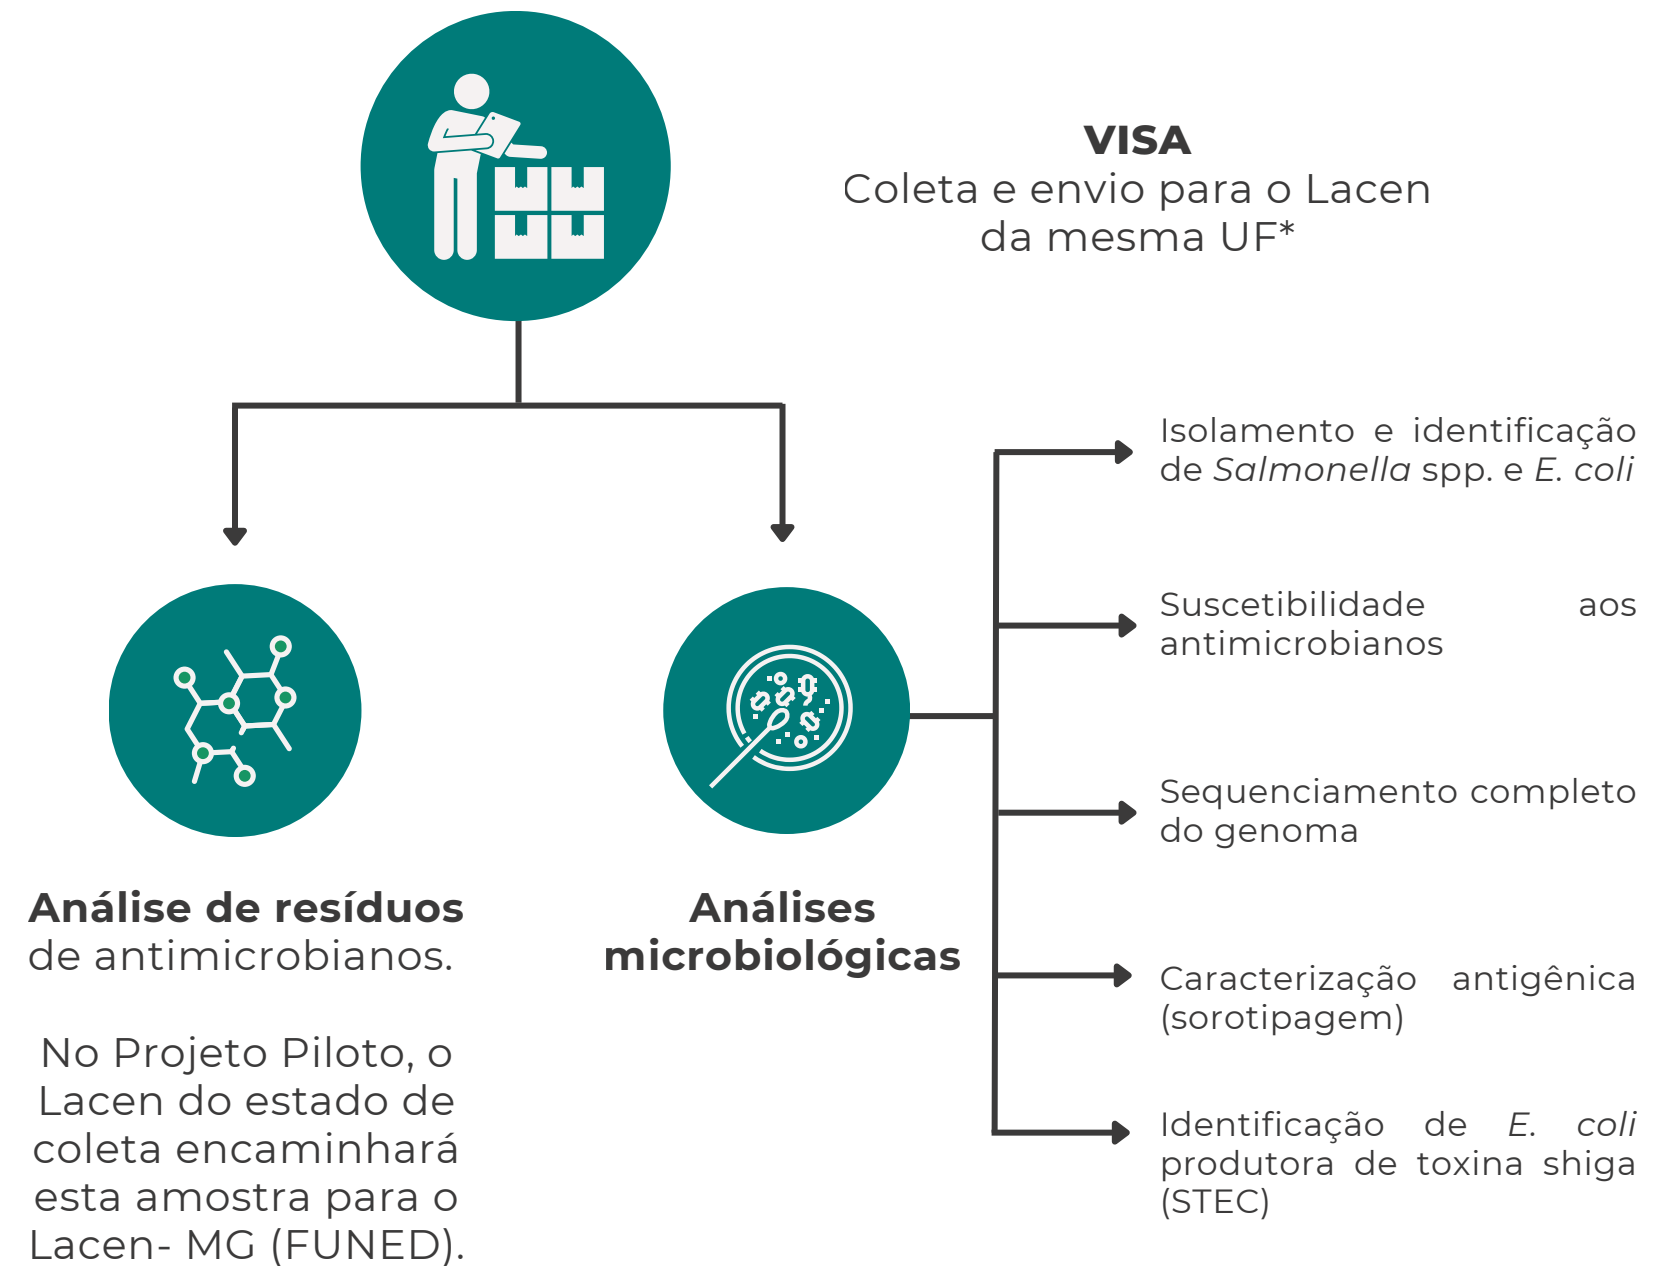 VISA
Coleta e envio para o Lacen
da mesma UF*
Isolamento e identificação
de Salmonella spp. e E. coli
Suscetibilidade aos
antimicrobianos
Sequenciamento completo
do genoma
Caracterização antigênica
(sorotipagem)
Identificação de E. coli
produtora de toxina shiga
(STEC)
Análise de resíduos
de antimicrobianos.
No Projeto Piloto, o
Lacen do estado de
coleta encaminhará
esta amostra para o
Lacen- MG (FUNED).
Análises
microbiológicas